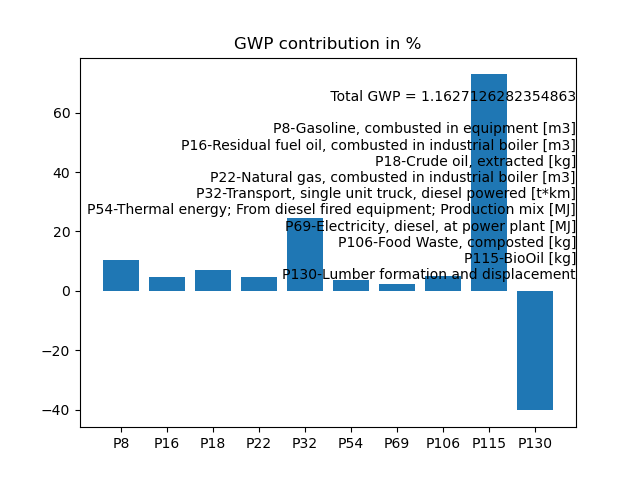 GWP contribution in %
Total GWP = 1.1627126282354863
P8-Gasoline, combusted in equipment [m3]
P16-Residual fuel oil, combusted in industrial boiler [m3]
P18-Crude oil, extracted [kg]
P22-Natural gas, combusted in industrial boiler [m3]
P32-Transport, single unit truck, diesel powered [t*km]
P54-Thermal energy; From diesel fired equipment; Production mix [MJ]
P69-Electricity, diesel, at power plant [MJ]
P106-Food Waste, composted [kg]
P115-BioOil [kg]
P130-Lumber formation and displacement
60
40
20
0
−20
−40
P8 P16 P18 P22 P32 P54 P69 P106 P115 P130